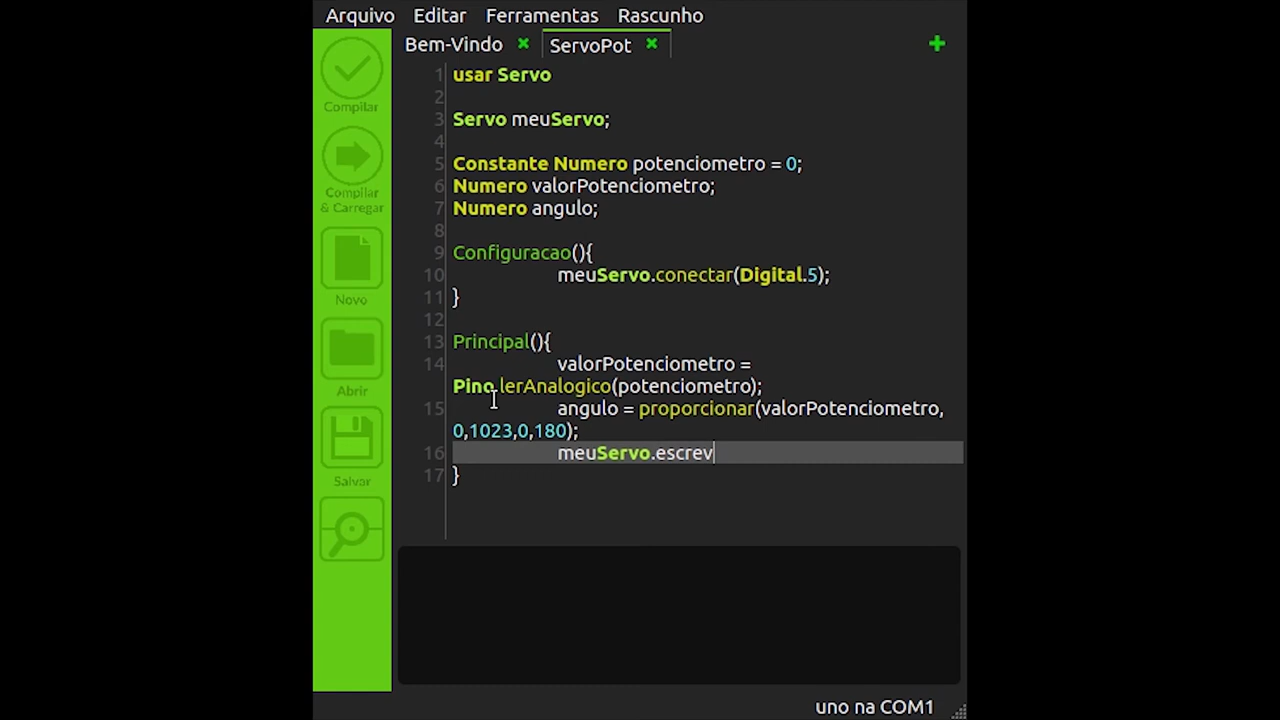 Arquivo Editar Ferramentas Rascunho
Bem-Vindo × ServoPot × +
Compilar
Compilar
& Carregar
Novo
Abrir
Salvar
1 usar Servo
2
3 Servo meuServo;
4
5 Constante Numero potenciometro = 0;
6 Numero valorPotenciometro;
7 Numero angulo;
8
9 Configuracao(){
10 meuServo.conectar(Digital.5);
11 }
12
13 Principal(){
14 valorPotenciometro =
Pino.lerAnalogico(potenciometro);
15 angulo = proporcionar(valorPotenciometro,
0,1023,0,180);
16 meuServo.escrev
17 }
uno na COM1